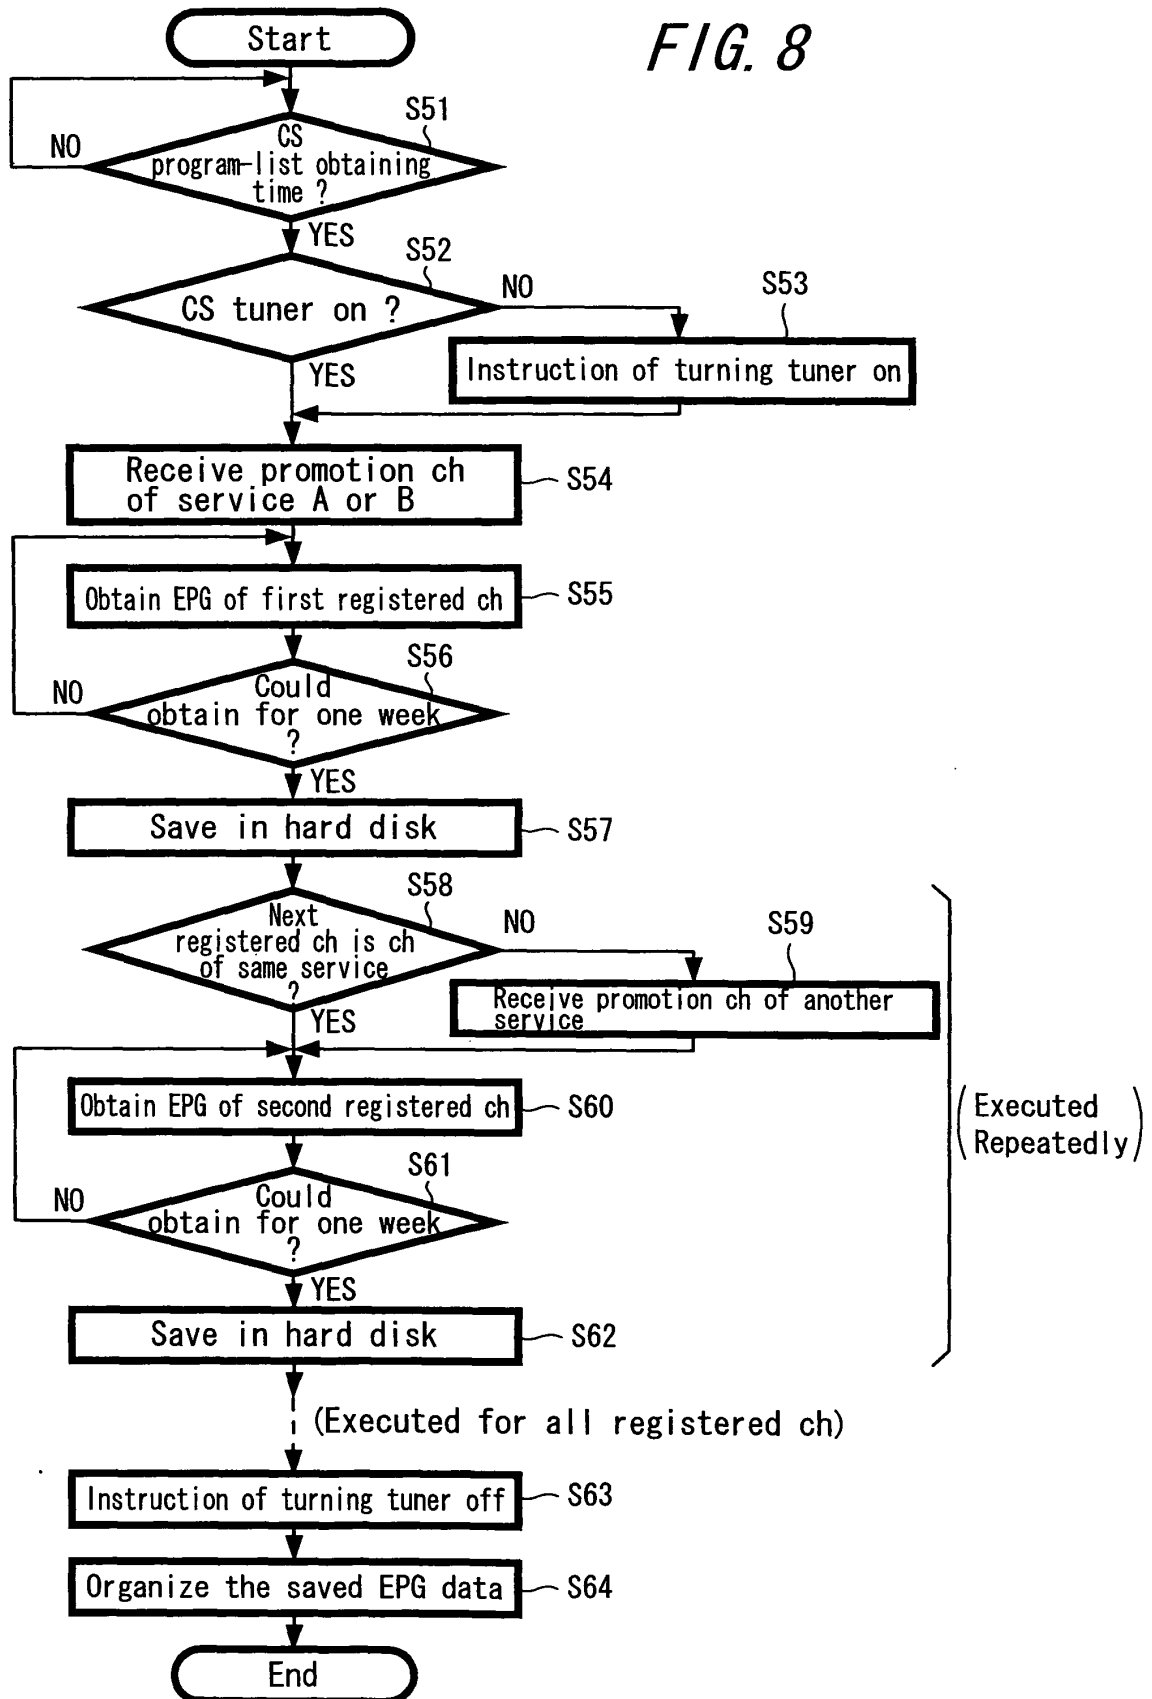 FIG. 8
Start
S51
CS
program-list obtaining
time ?
NO
YES
S52
CS tuner on ?
NO
S53
Instruction of turning tuner on
YES
Receive promotion ch
of service A or B
S54
Obtain EPG of first registered ch
S55
S56
Could
obtain for one week
?
NO
YES
Save in hard disk
S57
S58
Next
registered ch is ch
of same service
?
NO
S59
Receive promotion ch of another
service
YES
Obtain EPG of second registered ch
S60
S61
Could
obtain for one week
?
NO
YES
Save in hard disk
S62
(Executed
Repeatedly)
(Executed for all registered ch)
Instruction of turning tuner off
S63
Organize the saved EPG data
S64
End